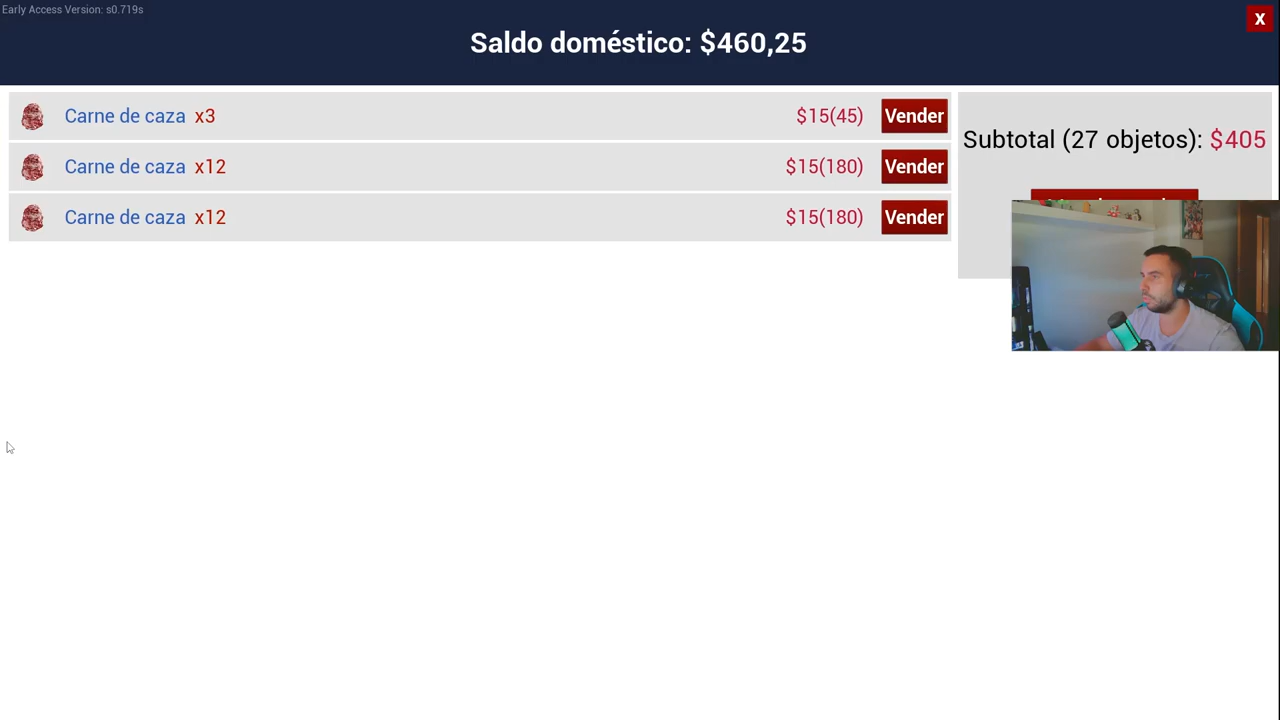 Early Access Version: s0.719s
X
Saldo doméstico: $460,25
Carne de caza x3 $15(45) Vender
Carne de caza x12 $15(180) Vender
Carne de caza x12 $15(180) Vender
Subtotal (27 objetos): $405